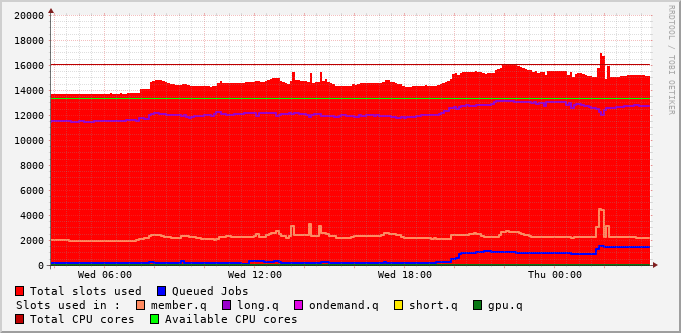 20000
18000
16000
14000
12000
10000
8000
6000
4000
2000
0
Wed 06:00 Wed 12:00 Wed 18:00 Thu 00:00
RRDTOOL / TOBI OETIKER
Total slots used Queued Jobs
Slots used in : member.q long.q ondemand.q short.q gpu.q
Total CPU cores Available CPU cores